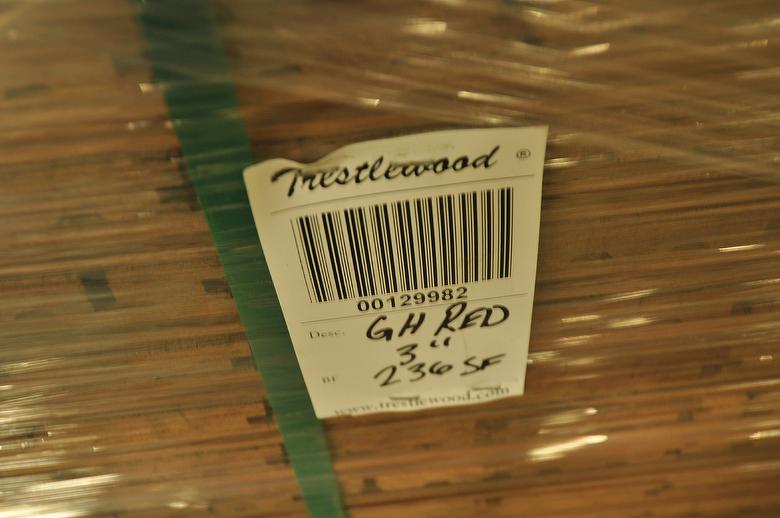 Trestlewood ®
00129982
Desc. GH RED
3"
BF 236 SF
www.trestlewood.com